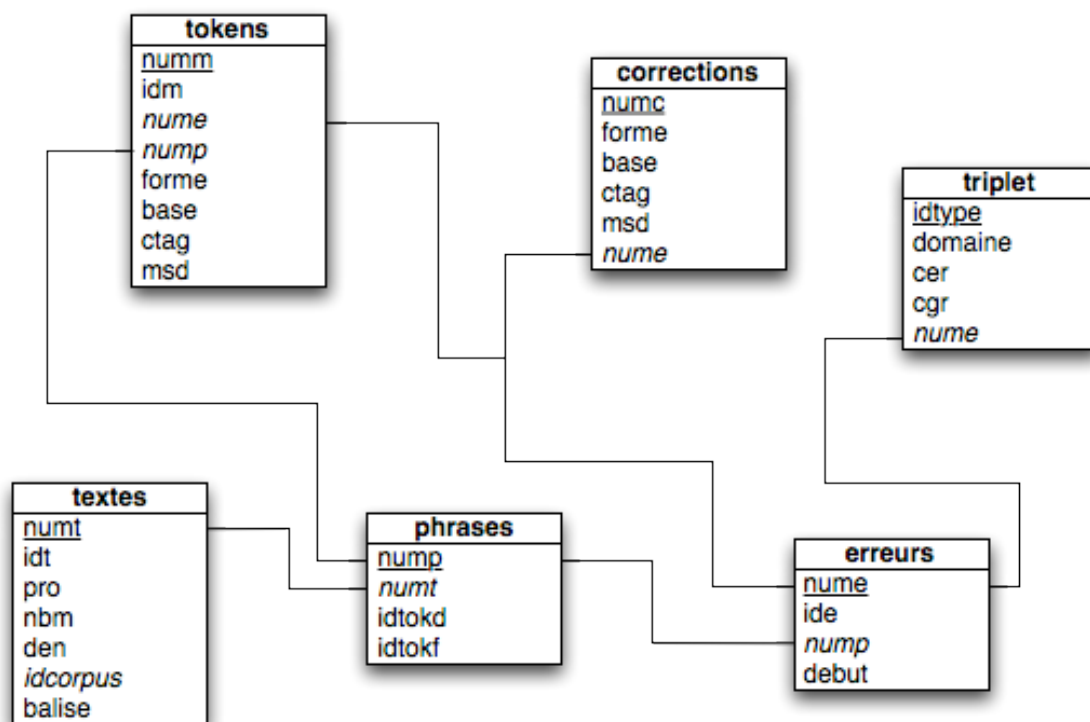 tokens
numm
idm
nume
nump
forme
base
ctag
msd
corrections
numc
forme
base
ctag
msd
nume
triplet
idtype
domaine
cer
cgr
nume
textes
numt
idt
pro
nbm
den
idcorpus
balise
phrases
nump
numt
idtokd
idtokf
erreurs
nume
ide
nump
debut